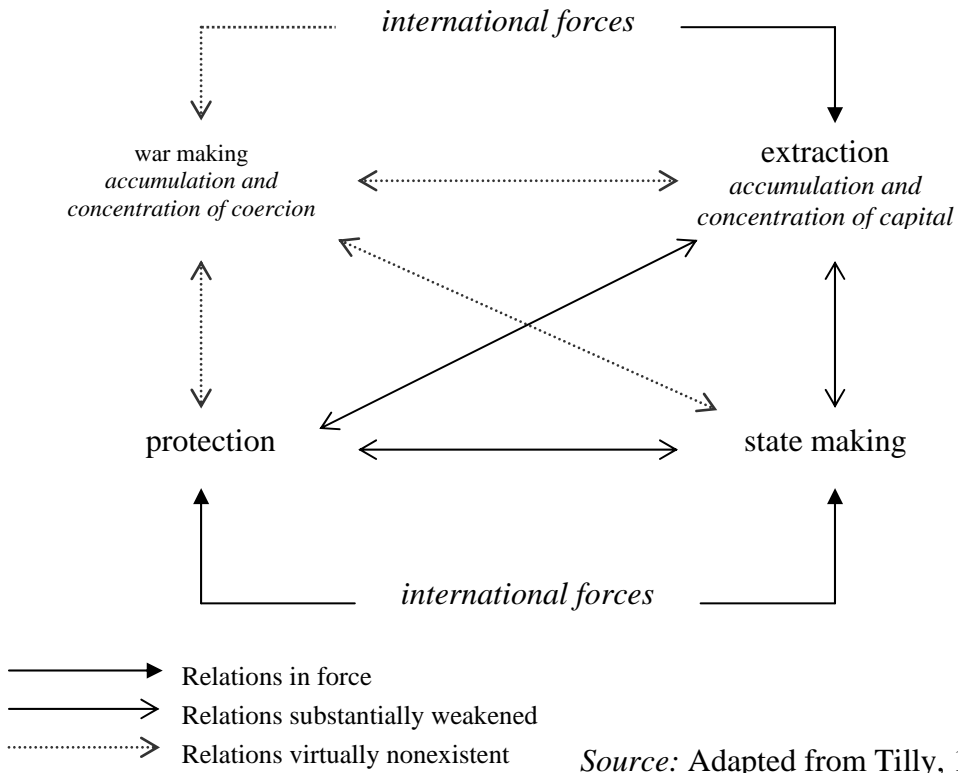 international forces
war making
accumulation and
concentration of coercion
extraction
accumulation and
concentration of capital
protection
state making
international forces
Relations in force
Relations substantially weakened
Relations virtually nonexistent
Source: Adapted from Tilly,